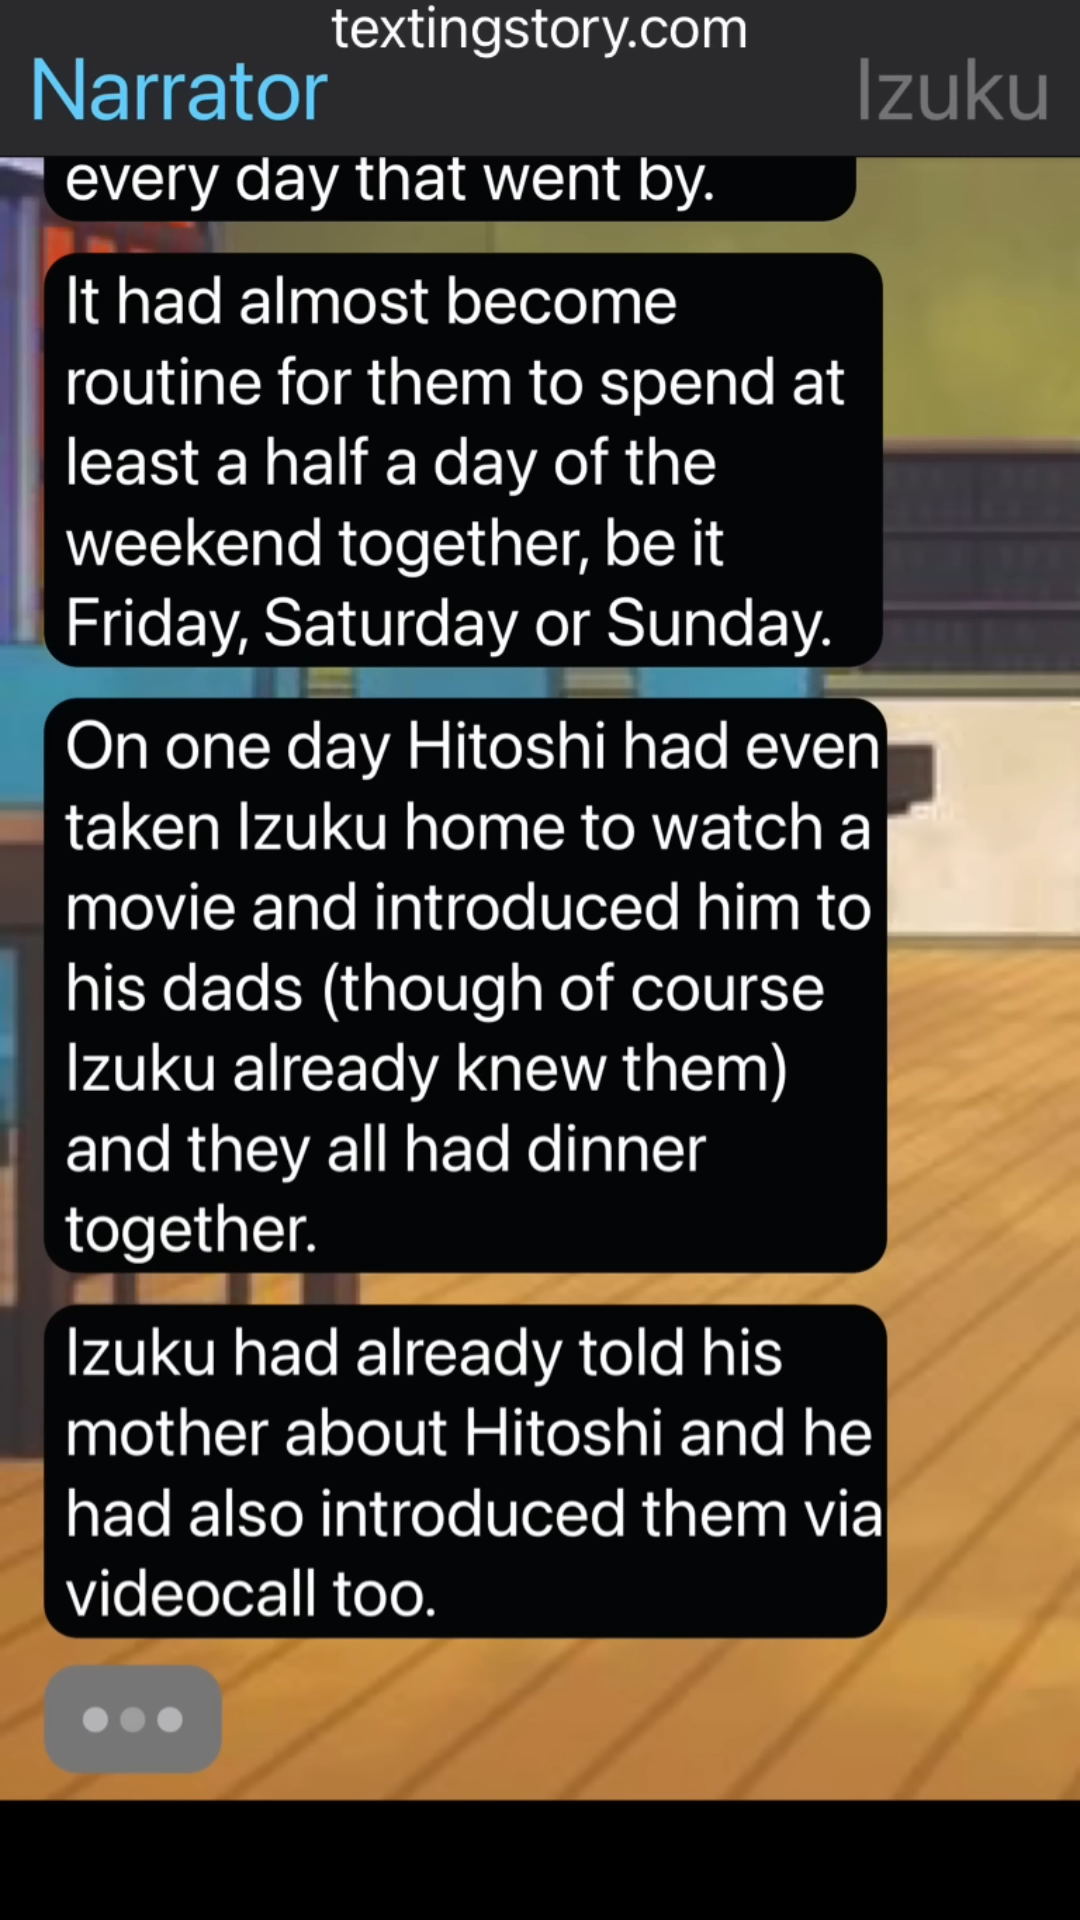 textingstory.com
Narrator
Izuku
every day that went by.
It had almost become
routine for them to spend at
least a half a day of the
weekend together, be it
Friday, Saturday or Sunday.
On one day Hitoshi had even
taken Izuku home to watch a
movie and introduced him to
his dads (though of course
Izuku already knew them)
and they all had dinner
together.
Izuku had already told his
mother about Hitoshi and he
had also introduced them via
videocall too.